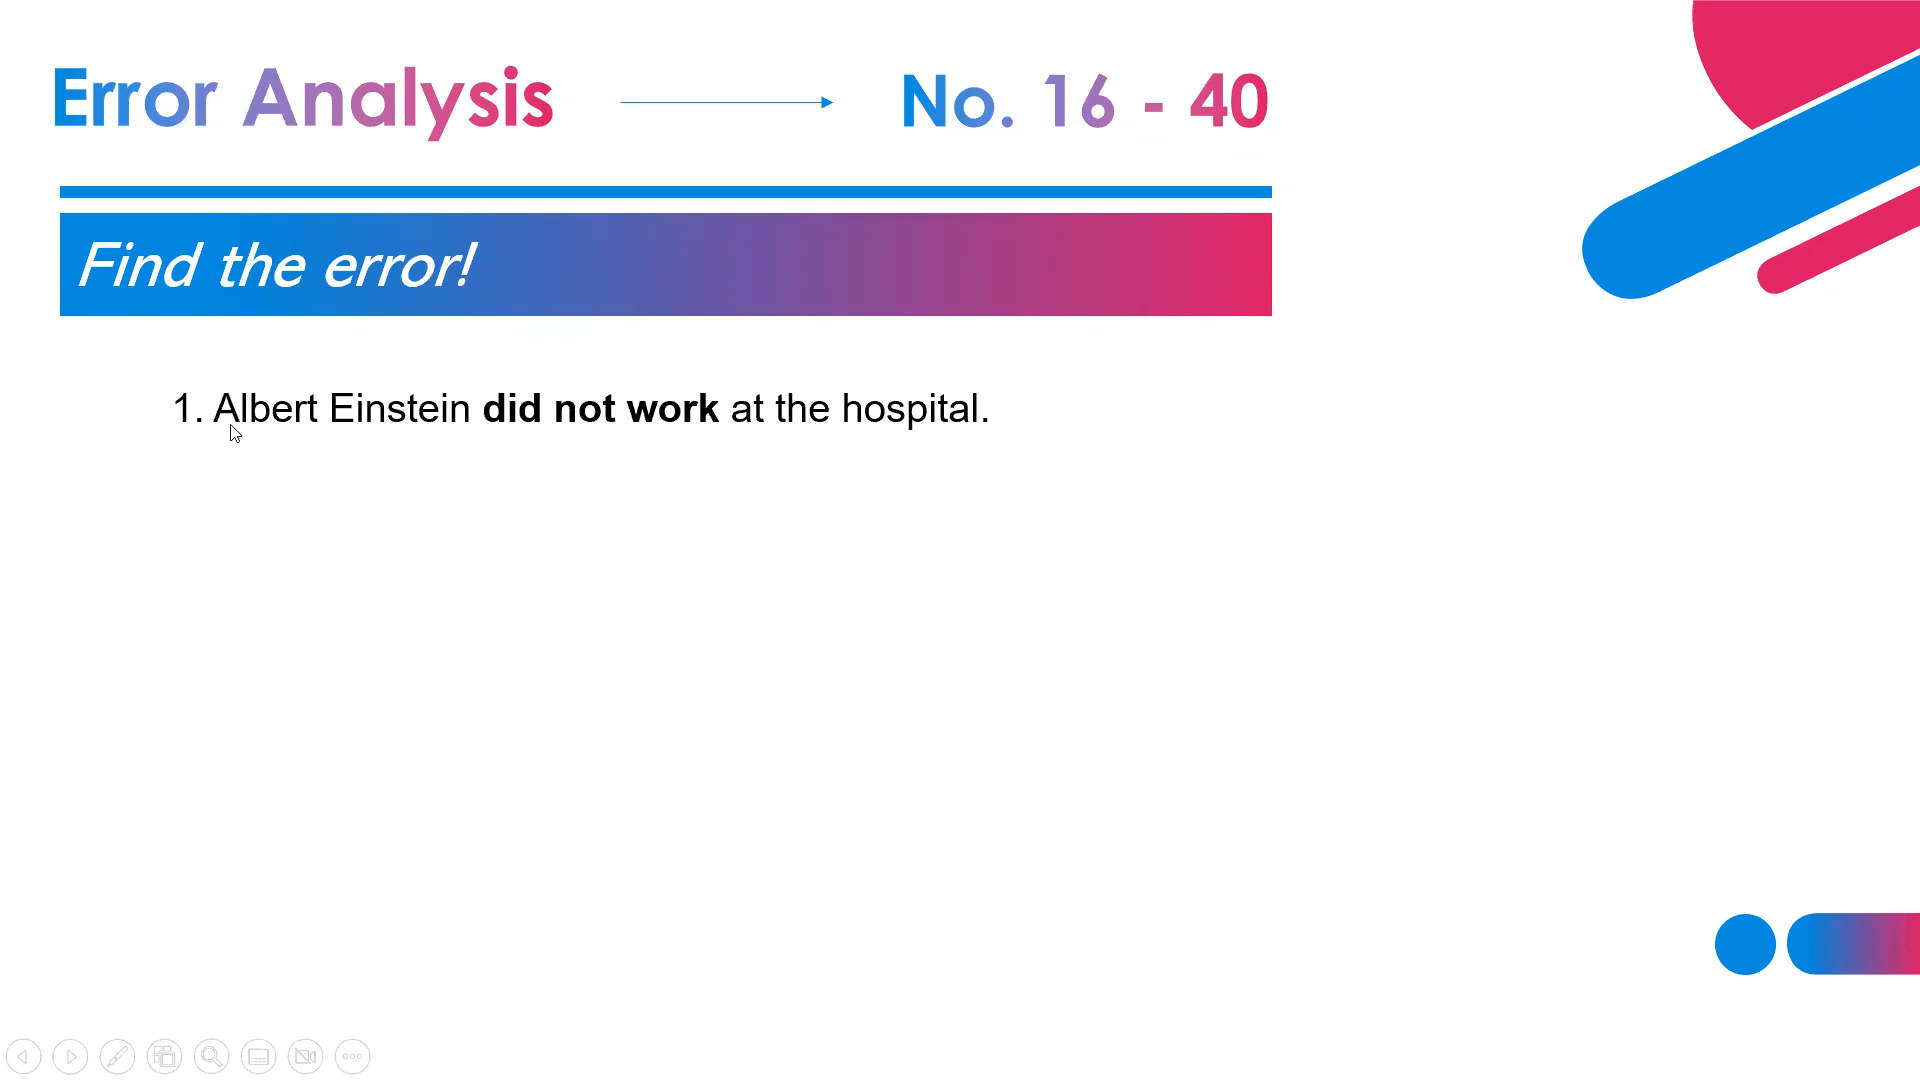 Error Analysis
No. 16 - 40
Find the error!
1. Albert Einstein did not work at the hospital.